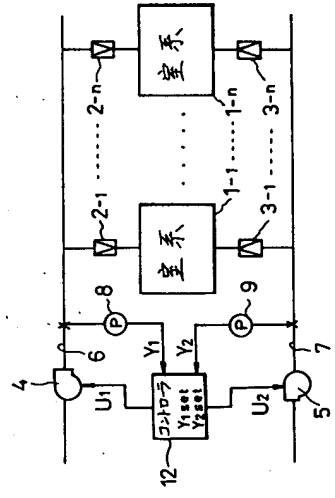 4
6
2-1 ------ 2-n
8
P
U₁
Y₁
コントローラ
Y₁set
Y₂set
12
室系
・・・・・
室系
1-1 ------ 1-n
Y₂
P
9
U₂
3-1 ------ 3-n
5
7